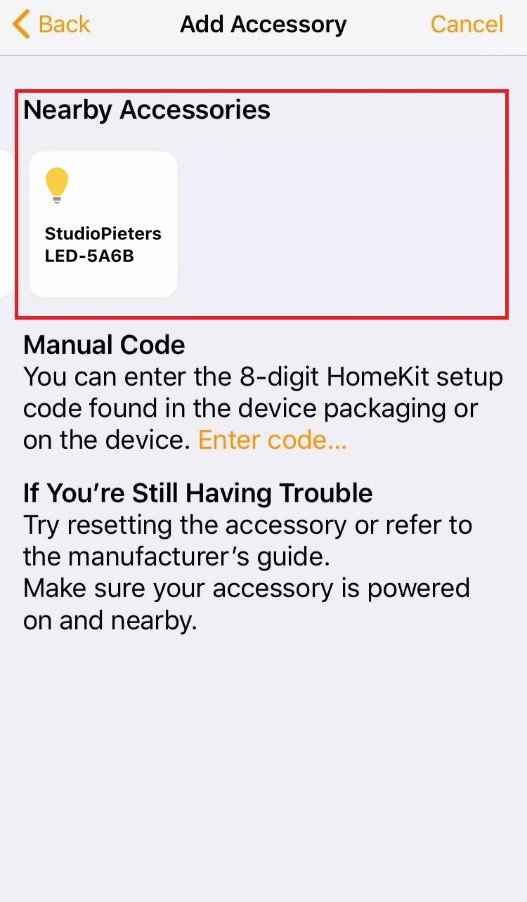 Back Add Accessory Cancel
Nearby Accessories
StudioPieters
LED-5A6B
Manual Code
You can enter the 8-digit HomeKit setup
code found in the device packaging or
on the device. Enter code...
If You’re Still Having Trouble
Try resetting the accessory or refer to
the manufacturer’s guide.
Make sure your accessory is powered
on and nearby.